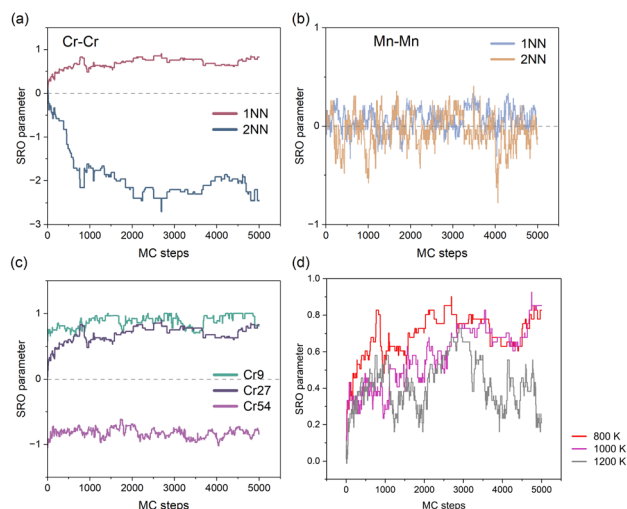 (a)
Cr-Cr
SRO parameter
1
0
−1
−2
−3
1NN
2NN
0 1000 2000 3000 4000 5000
MC steps
(b)
Mn-Mn
SRO parameter
1
0
−1
1NN
2NN
0 1000 2000 3000 4000 5000
MC steps
(c)
SRO parameter
1
0
−1
Cr9
Cr27
Cr54
0 1000 2000 3000 4000 5000
MC steps
(d)
SRO parameter
1.0
0.8
0.6
0.4
0.2
0.0
0 1000 2000 3000 4000 5000
MC steps
800 K
1000 K
1200 K